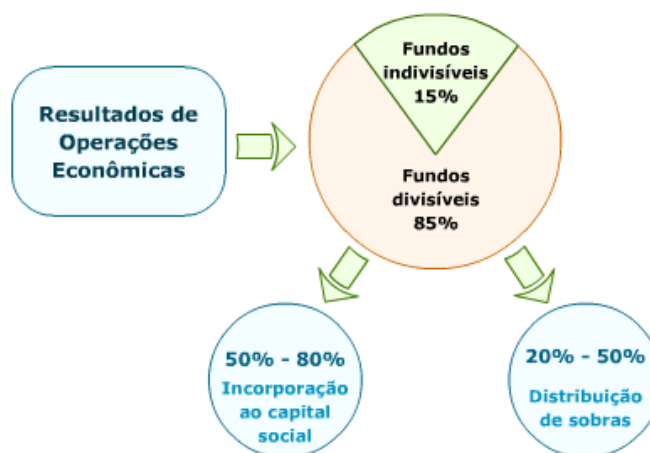 Resultados de
Operações
Econômicas
Fundos
indivisíveis
15%
Fundos
divisíveis
85%
50% - 80%
Incorporação
ao capital
social
20% - 50%
Distribuição
de sobras